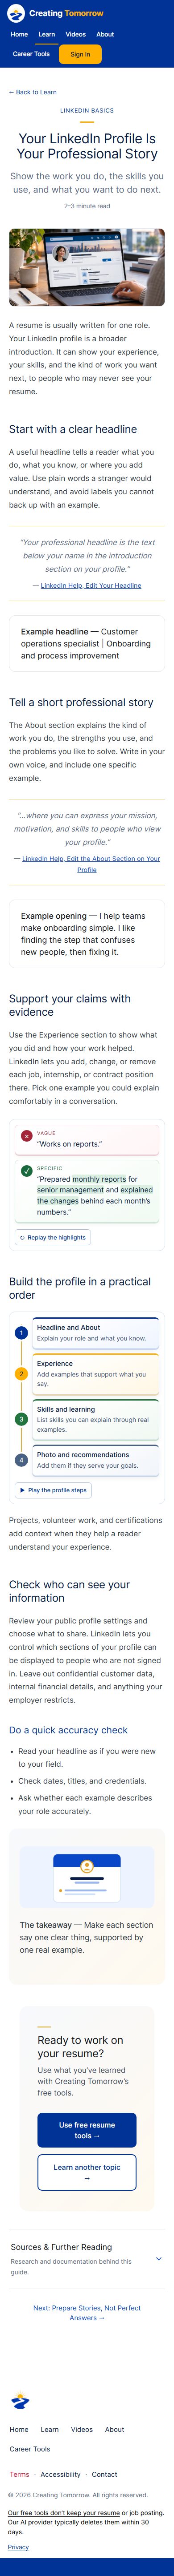 Creating Tomorrow
Home Learn Videos About
Career Tools Sign In
← Back to Learn
LINKEDIN BASICS
Your LinkedIn Profile Is
Your Professional Story
Show the work you do, the skills you
use, and what you want to do next.
2–3 minute read
A resume is usually written for one role.
Your LinkedIn profile is a broader
introduction. It can show your experience,
your skills, and the kind of work you want
next, to people who may never see your
resume.
Start with a clear headline
A useful headline tells a reader what you
do, what you know, or where you add
value. Use plain words a stranger would
understand, and avoid labels you cannot
back up with an example.
“Your professional headline is the text
below your name in the introduction
section on your profile.”
— LinkedIn Help, Edit Your Headline
Example headline — Customer
operations specialist | Onboarding
and process improvement
Tell a short professional story
The About section explains the kind of
work you do, the strengths you use, and
the problems you like to solve. Write in your
own voice, and include one specific
example.
“…where you can express your mission,
motivation, and skills to people who view
your profile.”
— LinkedIn Help, Edit the About Section on Your
Profile
Example opening — I help teams
make onboarding simple. I like
finding the step that confuses
new people, then fixing it.
Support your claims with
evidence
Use the Experience section to show what
you did and how your work helped.
LinkedIn lets you add, change, or remove
each job, internship, or contract position
there. Pick one example you could explain
comfortably in a conversation.
VAGUE
“Works on reports.”
SPECIFIC
“Prepared monthly reports for
senior management and explained
the changes behind each month’s
numbers.”
↻ Replay the highlights
Build the profile in a practical
order
1
Headline and About
Explain your role and what you know.
2
Experience
Add examples that support what you
say.
3
Skills and learning
List skills you can explain through real
examples.
4
Photo and recommendations
Add them if they serve your goals.
▶ Play the profile steps
Projects, volunteer work, and certifications
add context when they help a reader
understand your experience.
Check who can see your
information
Review your public profile settings and
choose what to share. LinkedIn lets you
control which sections of your profile can
be displayed to people who are not signed
in. Leave out confidential customer data,
internal financial details, and anything your
employer restricts.
Do a quick accuracy check
• Read your headline as if you were new
to your field.
• Check dates, titles, and credentials.
• Ask whether each example describes
your role accurately.
The takeaway — Make each section
say one clear thing, supported by
one real example.
Ready to work on
your resume?
Use what you’ve learned
with Creating Tomorrow’s
free tools.
Use free resume
tools →
Learn another topic
→
Sources & Further Reading
Research and documentation behind this
guide.
Next: Prepare Stories, Not Perfect
Answers →
Home Learn Videos About
Career Tools
Terms · Accessibility · Contact
© 2026 Creating Tomorrow. All rights reserved.
Our free tools don’t keep your resume or job posting.
Our AI provider typically deletes them within 30
days.
Privacy